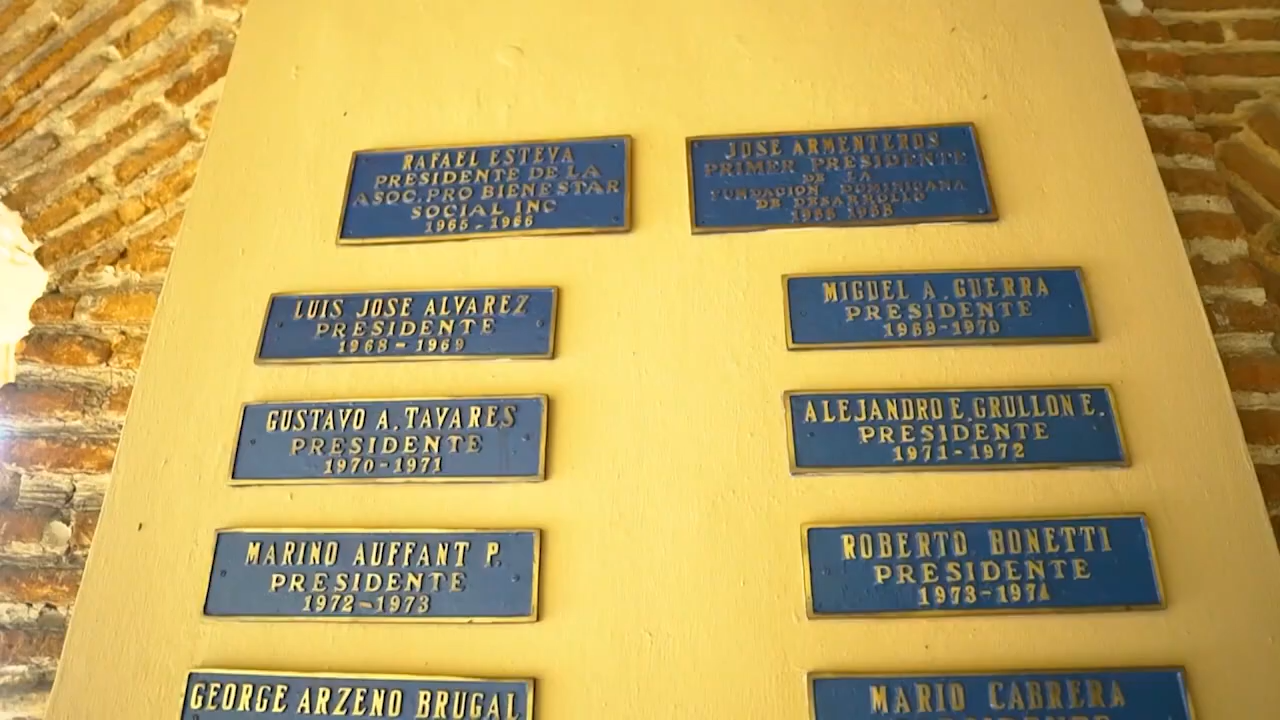 RAFAEL ESTEVA
PRESIDENTE DE LA
ASOC. PRO BIENESTAR
SOCIAL INC
1965-1966
JOSE ARMENTEROS
PRIMER PRESIDENTE
DE LA
FUNDACION DOMINICANA
DE DESARROLLO
LUIS JOSE ALVAREZ
PRESIDENTE
1968-1969
MIGUEL A. GUERRA
PRESIDENTE
1969-1970
GUSTAVO A. TAVARES
PRESIDENTE
1970-1971
ALEJANDRO E. GRULLON E.
PRESIDENTE
1971-1972
MARINO AUFFANT P.
PRESIDENTE
1972-1973
ROBERTO BONETTI
PRESIDENTE
1973-1974
GEORGE ARZENO BRUGAL
MARIO CABRERA